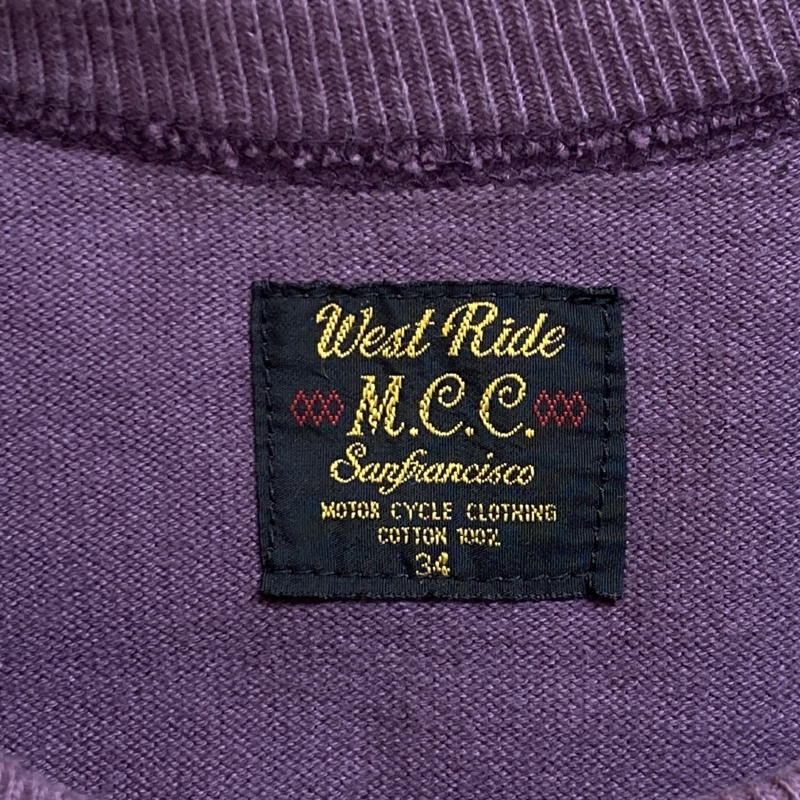 West Ride
M.C.C.
Sanfrancisco
MOTOR CYCLE CLOTHING
COTTON 100%
34